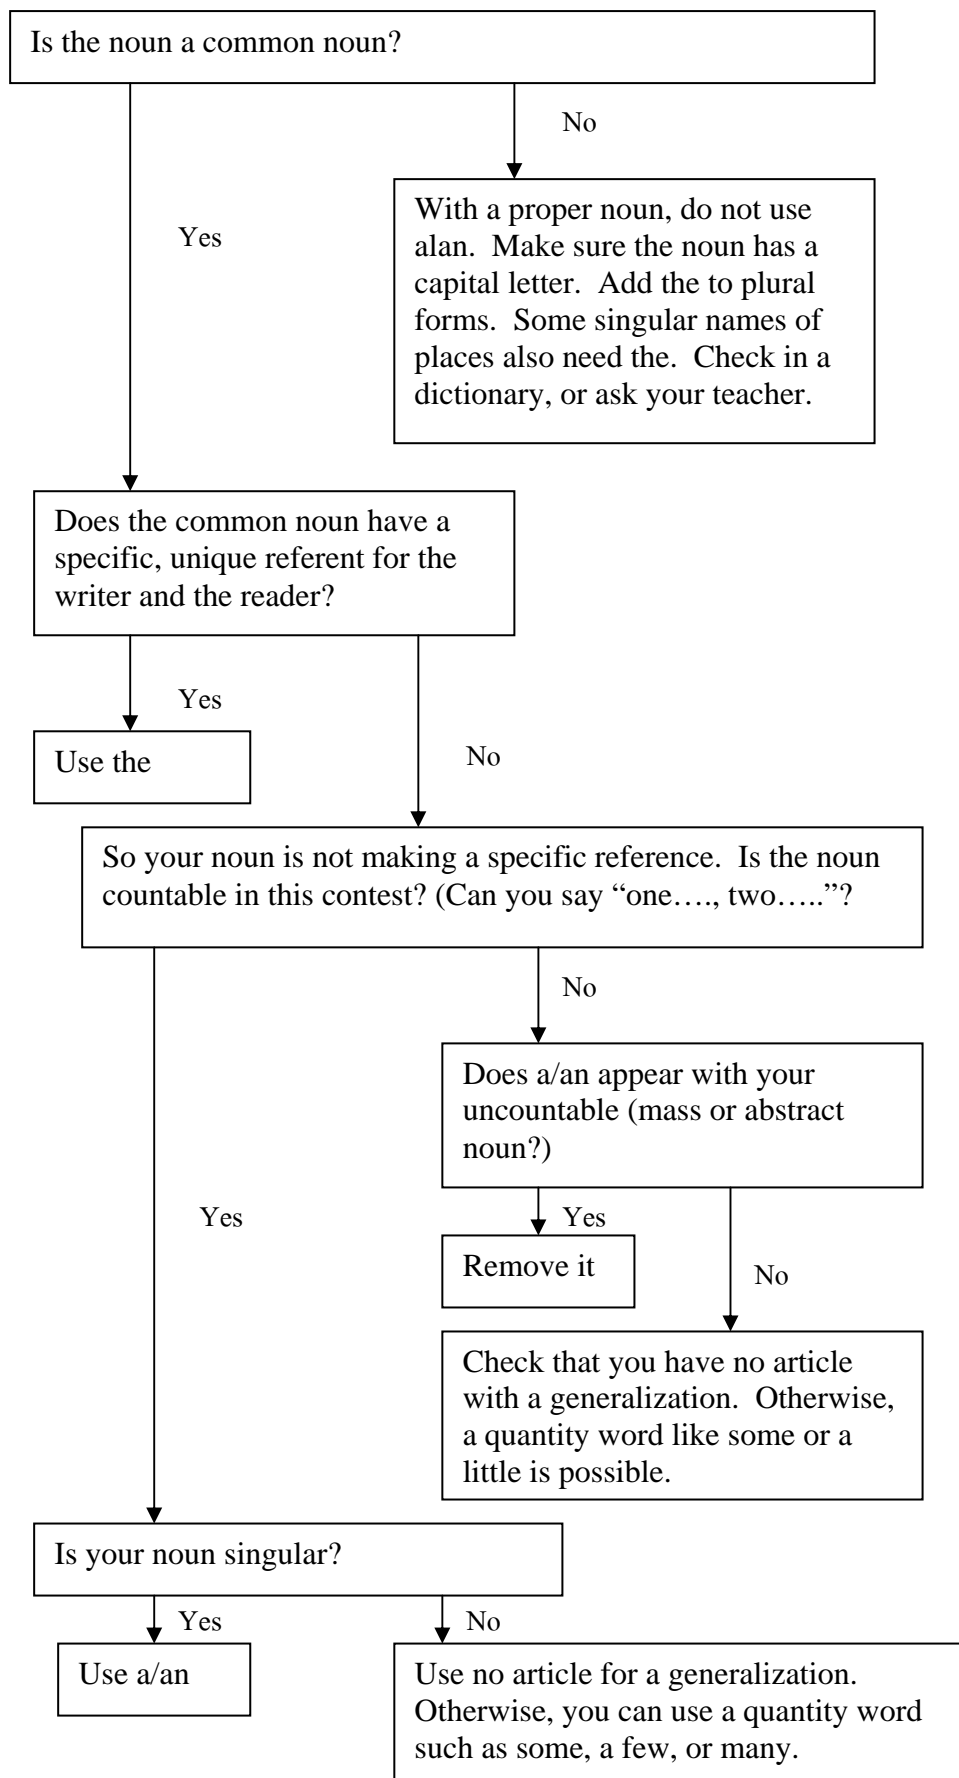 Is the noun a common noun?
No
With a proper noun, do not use
alan.  Make sure the noun has a
capital letter.  Add the to plural
forms.  Some singular names of
places also need the.  Check in a
dictionary, or ask your teacher.
Yes
Does the common noun have a
specific, unique referent for the
writer and the reader?
Yes
Use the
No
So your noun is not making a specific reference.  Is the noun
countable in this contest? (Can you say “one…., two…..”?
No
Does a/an appear with your
uncountable (mass or abstract
noun?)
Yes
Remove it
No
Check that you have no article
with a generalization.  Otherwise,
a quantity word like some or a
little is possible.
Yes
Is your noun singular?
Yes
Use a/an
No
Use no article for a generalization.
Otherwise, you can use a quantity word
such as some, a few, or many.